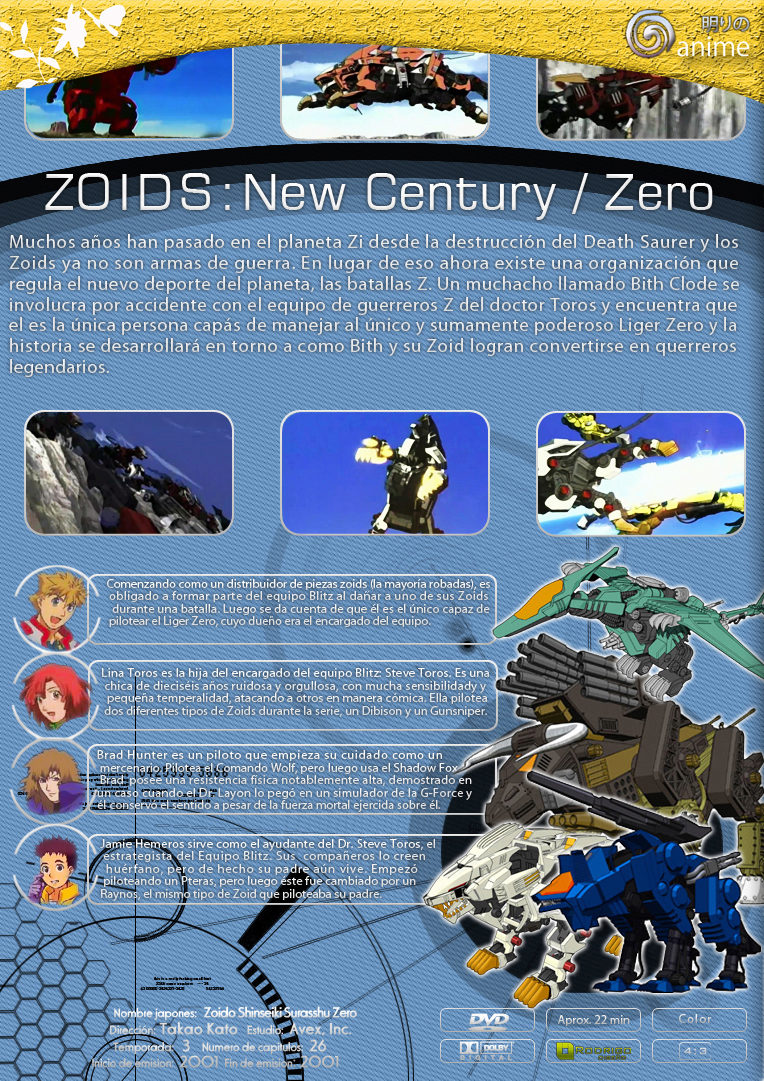 明りの
anime
ZOIDS: New Century / Zero
Muchos años han pasado en el planeta Zi desde la destrucción del Death Saurer y los
Zoids ya no son armas de guerra. En lugar de eso ahora existe una organización que
regula el nuevo deporte del planeta, las batallas Z. Un muchacho llamado Bith Clode se
involucra por accidente con el equipo de guerreros Z del doctor Toros y encuentra que
el es la única persona capás de manejar al único y sumamente poderoso Liger Zero y la
historia se desarrollará en torno a como Bith y su Zoid logran convertirse en querreros
legendarios.
Comenzando como un distribuidor de piezas zoids (la mayoría robadas), es
obligado a formar parte del equipo Blitz al dañar a uno de sus Zoids
durante una batalla. Luego se da cuenta de que él es el único capaz de
pilotear el Liger Zero, cuyo dueño era el encargado del equipo.
Lina Toros es la hija del encargado del equipo Blitz: Steve Toros. Es una
chica de dieciséis años ruidosa y orgullosa, con mucha sensibilidady y
pequeña temperalidad, atacando a otros en manera cómica. Ella pilotea
dos diferentes tipos de Zoids durante la serie, un Dibison y un Gunsniper.
Brad Hunter es un piloto que empieza su cuidado como un
mercenario. Pilotea el Comando Wolf, pero luego usa el Shadow Fox
Brad posee una resistencia física notablemente alta, demostrado en
un caso cuando el Dr. Layon lo pegó en un simulador de la G-Force y
él conservó el sentido a pesar de la fuerza mortal ejercida sobre él.
Jamie Hemeros sirve como el ayudante del Dr. Steve Toros, el
estrategista del Equipo Blitz. Sus compañeros lo creen
huérfano, pero de hecho su padre aún vive. Empezó
piloteando un Pteras, pero luego éste fue cambiado por un
Raynos, el mismo tipo de Zoid que piloteaba su padre.
Nombre japones: Zoido Shinseiki Surasshu Zero
Dirección: Takao Kato Estudio: Avex, Inc.
Temporada: 3 Numero de capitulos: 26
Inicio de emision: 2001 Fin de emision: 2001
DVD Aprox. 22 min Color
DOLBY DIGITAL RODRIGO 4:3